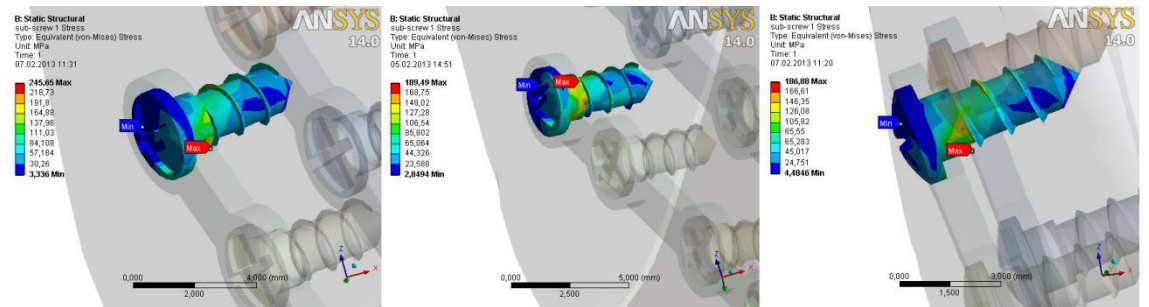 B: Static Structural
sub-screw 1 Stress
Type: Equivalent (von-Mises) Stress
Unit: MPa
Time: 1
07.02.2013 11:31
245,65 Max
218,73
191,8
164,88
137,96
111,03
84,108
57,184
30,26
3,336 Min
ANSYS
14.0
Min
Max
0,000
4,000 (mm)
2,000
Z
X
B: Static Structural
sub-screw 1 Stress
Type: Equivalent (von-Mises) Stress
Unit: MPa
Time: 1
05.02.2013 14:51
189,49 Max
168,75
148,02
127,28
106,54
85,802
65,064
44,326
23,588
2,8494 Min
ANSYS
14.0
Min
Max
0,000
5,000 (mm)
2,500
Z
X
B: Static Structural
sub-screw 1 Stress
Type: Equivalent (von-Mises) Stress
Unit: MPa
Time: 1
07.02.2013 11:20
186,88 Max
166,61
146,35
126,08
105,82
85,55
65,283
45,017
24,751
4,4846 Min
ANSYS
14.0
Min
Max
0,000
3,000 (mm)
1,500
Z
X